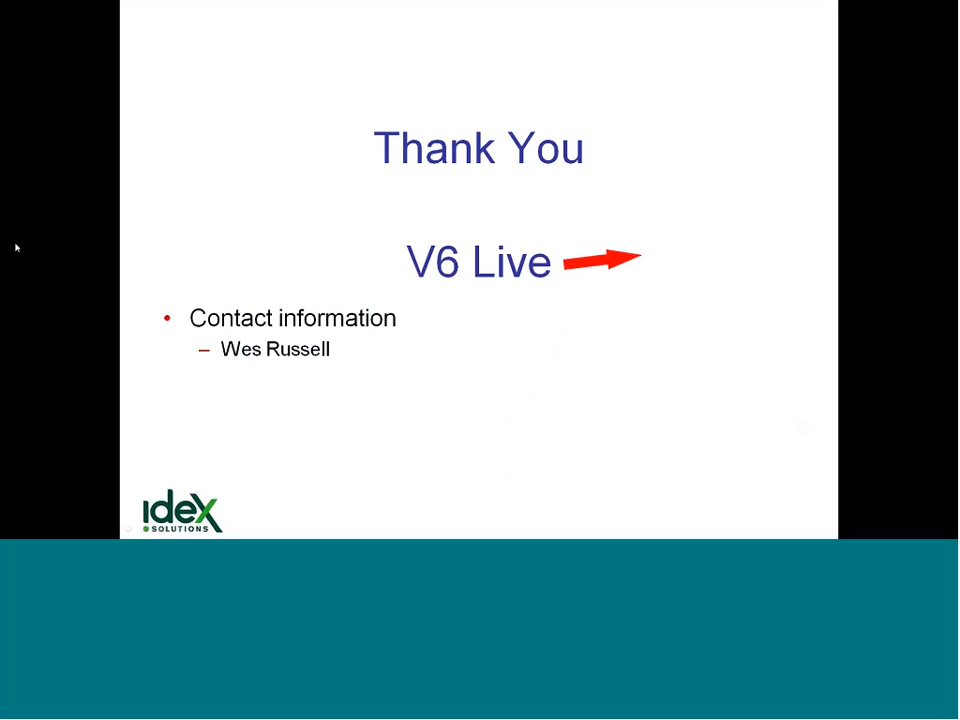 Thank You
V6 Live
• Contact information
– Wes Russell
idex
SOLUTIONS